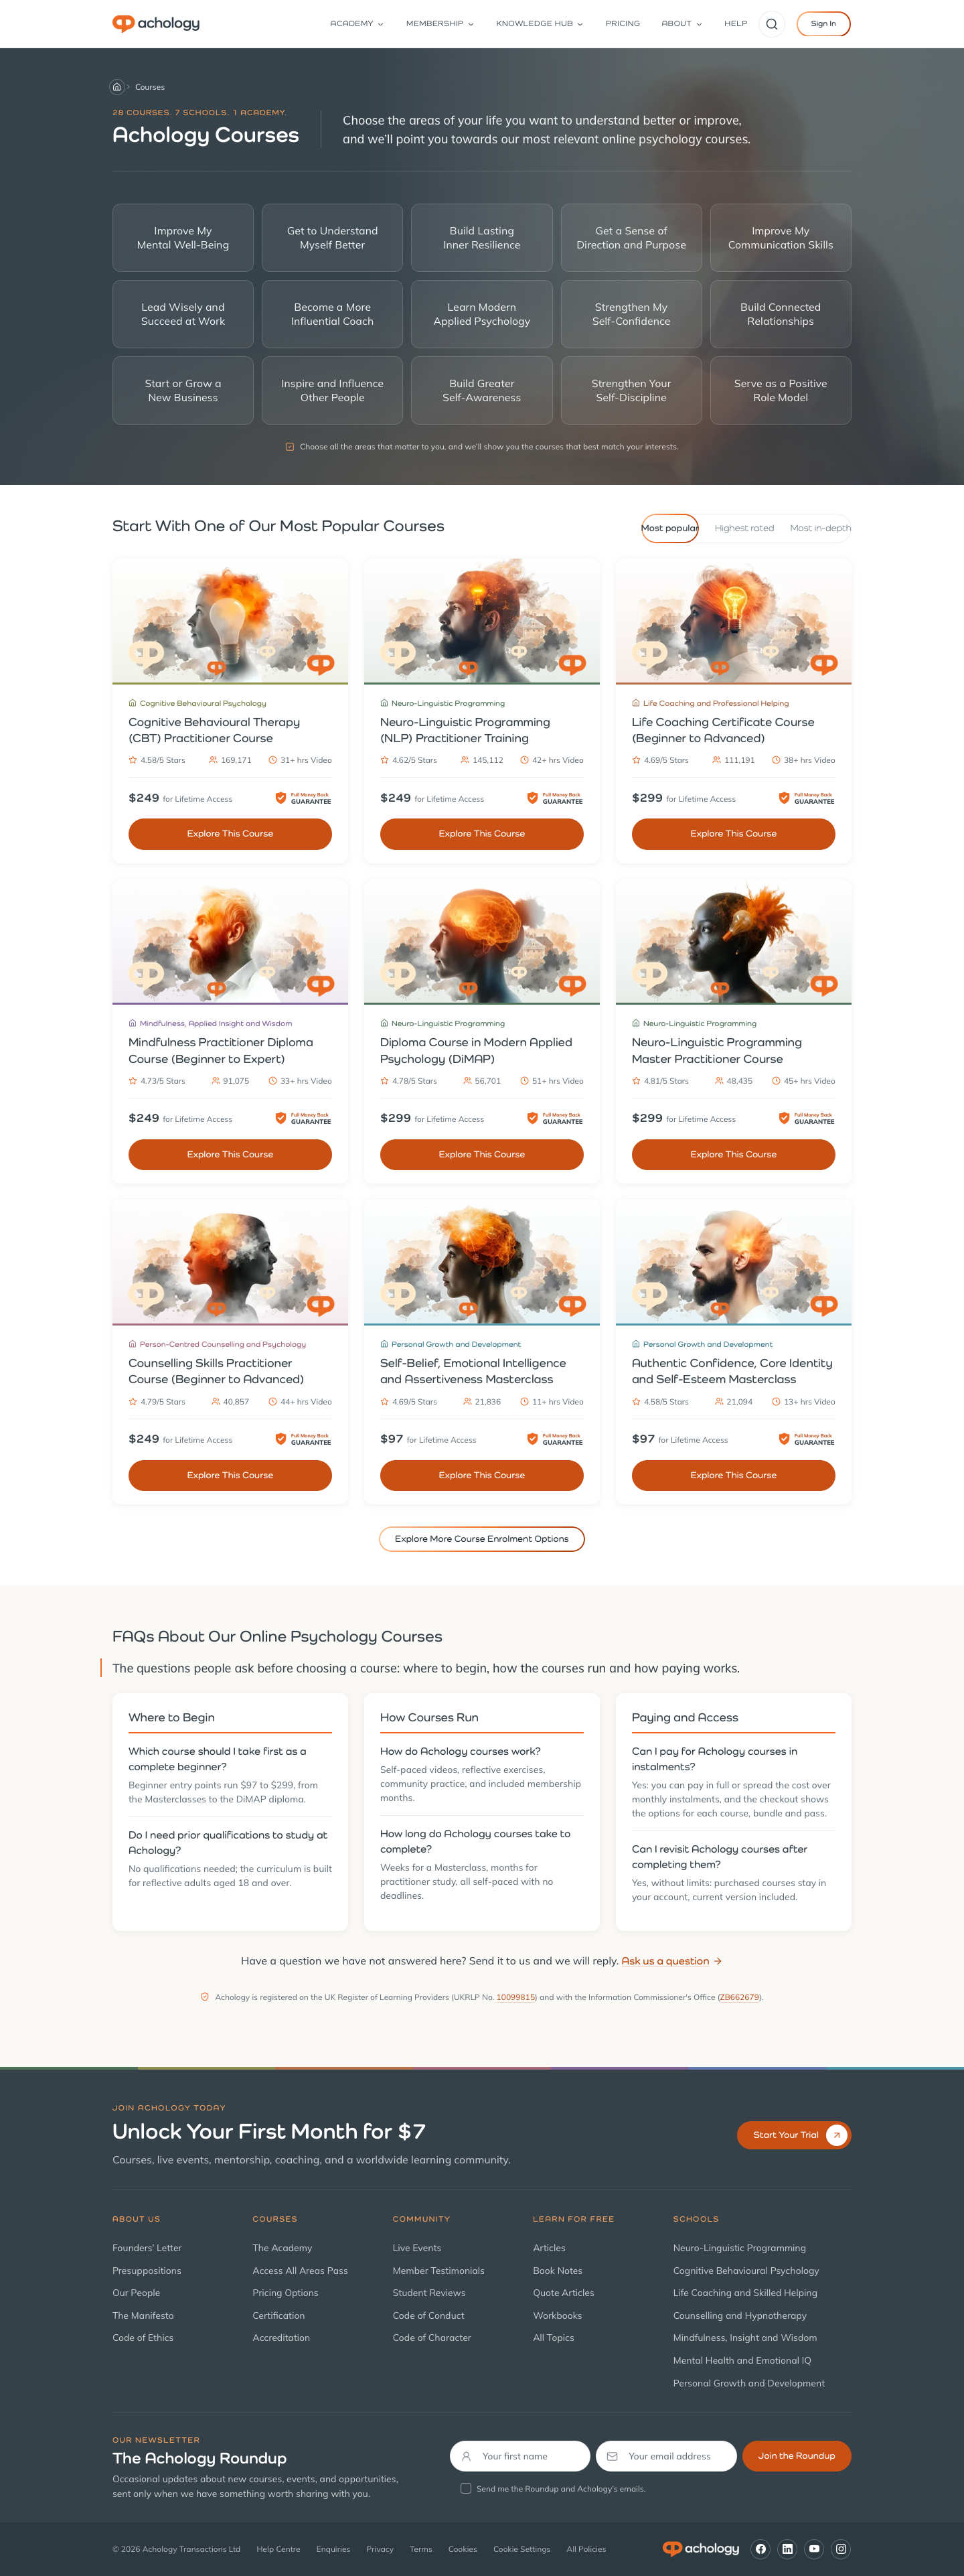 achology
ACADEMY
MEMBERSHIP
KNOWLEDGE HUB
PRICING
ABOUT
HELP
Sign In
Courses
28 COURSES. 7 SCHOOLS. 1 ACADEMY.
Achology Courses
Choose the areas of your life you want to understand better or improve,
and we'll point you towards our most relevant online psychology courses.
Improve My
Mental Well-Being
Get to Understand
Myself Better
Build Lasting
Inner Resilience
Get a Sense of
Direction and Purpose
Improve My
Communication Skills
Lead Wisely and
Succeed at Work
Become a More
Influential Coach
Learn Modern
Applied Psychology
Strengthen My
Self-Confidence
Build Connected
Relationships
Start or Grow a
New Business
Inspire and Influence
Other People
Build Greater
Self-Awareness
Strengthen Your
Self-Discipline
Serve as a Positive
Role Model
Choose all the areas that matter to you, and we'll show you the courses that best match your interests.
Start With One of Our Most Popular Courses
Most popular
Highest rated
Most in-depth
Cognitive Behavioural Psychology
Cognitive Behavioural Therapy
(CBT) Practitioner Course
4.58/5 Stars
169,171
31+ hrs Video
$249 for Lifetime Access
Full Money Back
GUARANTEE
Explore This Course
Neuro-Linguistic Programming
Neuro-Linguistic Programming
(NLP) Practitioner Training
4.62/5 Stars
145,112
42+ hrs Video
$249 for Lifetime Access
Full Money Back
GUARANTEE
Explore This Course
Life Coaching and Professional Helping
Life Coaching Certificate Course
(Beginner to Advanced)
4.69/5 Stars
111,191
38+ hrs Video
$299 for Lifetime Access
Full Money Back
GUARANTEE
Explore This Course
Mindfulness, Applied Insight and Wisdom
Mindfulness Practitioner Diploma
Course (Beginner to Expert)
4.73/5 Stars
91,075
33+ hrs Video
$249 for Lifetime Access
Full Money Back
GUARANTEE
Explore This Course
Neuro-Linguistic Programming
Diploma Course in Modern Applied
Psychology (DiMAP)
4.78/5 Stars
56,701
51+ hrs Video
$299 for Lifetime Access
Full Money Back
GUARANTEE
Explore This Course
Neuro-Linguistic Programming
Neuro-Linguistic Programming
Master Practitioner Course
4.81/5 Stars
48,435
45+ hrs Video
$299 for Lifetime Access
Full Money Back
GUARANTEE
Explore This Course
Person-Centred Counselling and Psychology
Counselling Skills Practitioner
Course (Beginner to Advanced)
4.79/5 Stars
40,857
44+ hrs Video
$249 for Lifetime Access
Full Money Back
GUARANTEE
Explore This Course
Personal Growth and Development
Self-Belief, Emotional Intelligence
and Assertiveness Masterclass
4.69/5 Stars
21,836
11+ hrs Video
$97 for Lifetime Access
Full Money Back
GUARANTEE
Explore This Course
Personal Growth and Development
Authentic Confidence, Core Identity
and Self-Esteem Masterclass
4.58/5 Stars
21,094
13+ hrs Video
$97 for Lifetime Access
Full Money Back
GUARANTEE
Explore This Course
Explore More Course Enrolment Options
FAQs About Our Online Psychology Courses
The questions people ask before choosing a course: where to begin, how the courses run and how paying works.
Where to Begin
Which course should I take first as a
complete beginner?
Beginner entry points run $97 to $299, from
the Masterclasses to the DiMAP diploma.
Do I need prior qualifications to study at
Achology?
No qualifications needed; the curriculum is built
for reflective adults aged 18 and over.
How Courses Run
How do Achology courses work?
Self-paced videos, reflective exercises,
community practice, and included membership
months.
How long do Achology courses take to
complete?
Weeks for a Masterclass, months for
practitioner study, all self-paced with no
deadlines.
Paying and Access
Can I pay for Achology courses in
instalments?
Yes: you can pay in full or spread the cost over
monthly instalments, and the checkout shows
the options for each course, bundle and pass.
Can I revisit Achology courses after
completing them?
Yes, without limits: purchased courses stay in
your account, current version included.
Have a question we have not answered here? Send it to us and we will reply. Ask us a question
Achology is registered on the UK Register of Learning Providers (UKRLP No. 10099815) and with the Information Commissioner's Office (ZB662679).
JOIN ACHOLOGY TODAY
Unlock Your First Month for $7
Courses, live events, mentorship, coaching, and a worldwide learning community.
Start Your Trial
ABOUT US
Founders' Letter
Presuppositions
Our People
The Manifesto
Code of Ethics
COURSES
The Academy
Access All Areas Pass
Pricing Options
Certification
Accreditation
COMMUNITY
Live Events
Member Testimonials
Student Reviews
Code of Conduct
Code of Character
LEARN FOR FREE
Articles
Book Notes
Quote Articles
Workbooks
All Topics
SCHOOLS
Neuro-Linguistic Programming
Cognitive Behavioural Psychology
Life Coaching and Skilled Helping
Counselling and Hypnotherapy
Mindfulness, Insight and Wisdom
Mental Health and Emotional IQ
Personal Growth and Development
OUR NEWSLETTER
The Achology Roundup
Occasional updates about new courses, events, and opportunities,
sent only when we have something worth sharing with you.
Your first name
Your email address
Join the Roundup
Send me the Roundup and Achology's emails.
© 2026 Achology Transactions Ltd
Help Centre
Enquiries
Privacy
Terms
Cookies
Cookie Settings
All Policies
achology